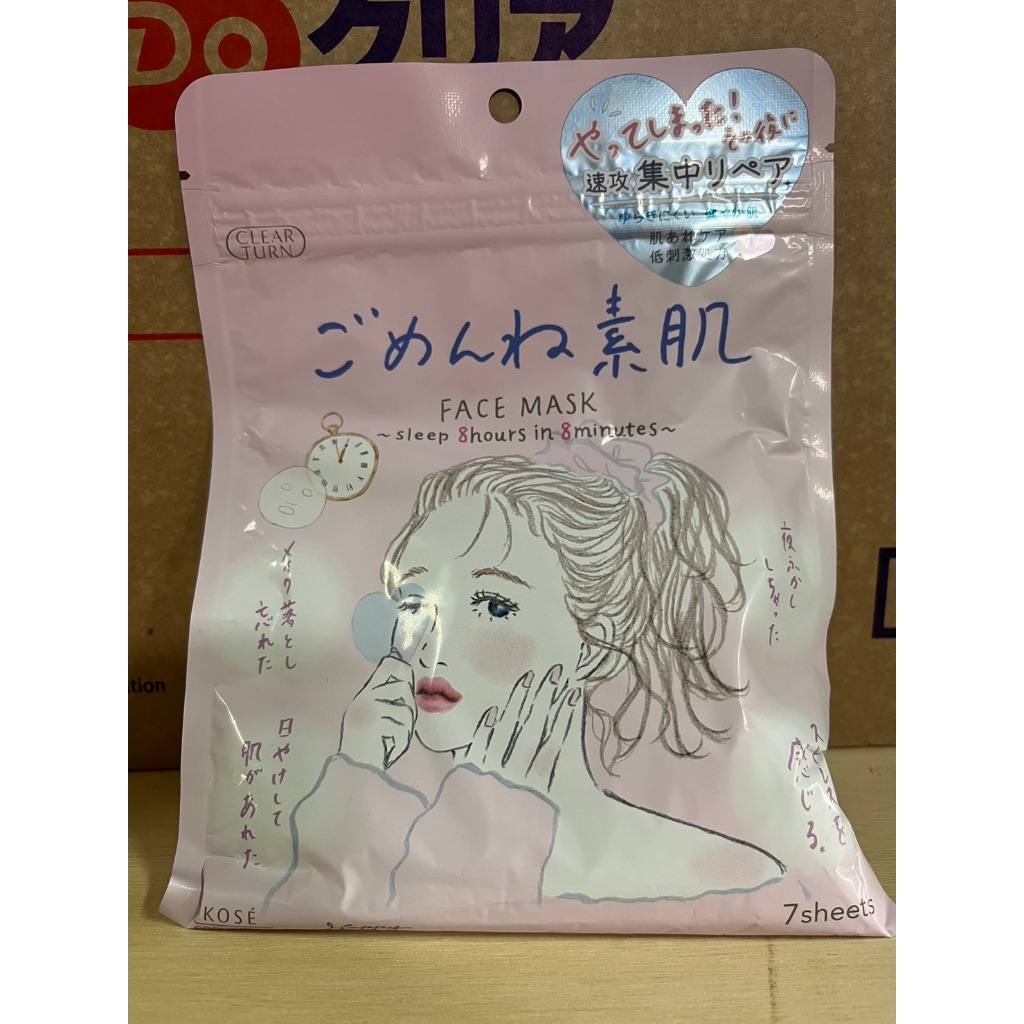 Do
クリア
やってしまった!
その後に
速攻 集中リペア
ゆらぎにくい 健やか肌
肌あれケア
低刺激処方
CLEAR
TURN
ごめんね素肌
FACE MASK
~sleep 8hours in 8minutes~
夜ふかし
しちゃった
メイク落とし
忘れた
日やけして
肌があれた
ストレスを
感じる*
KOSÉ
7sheets